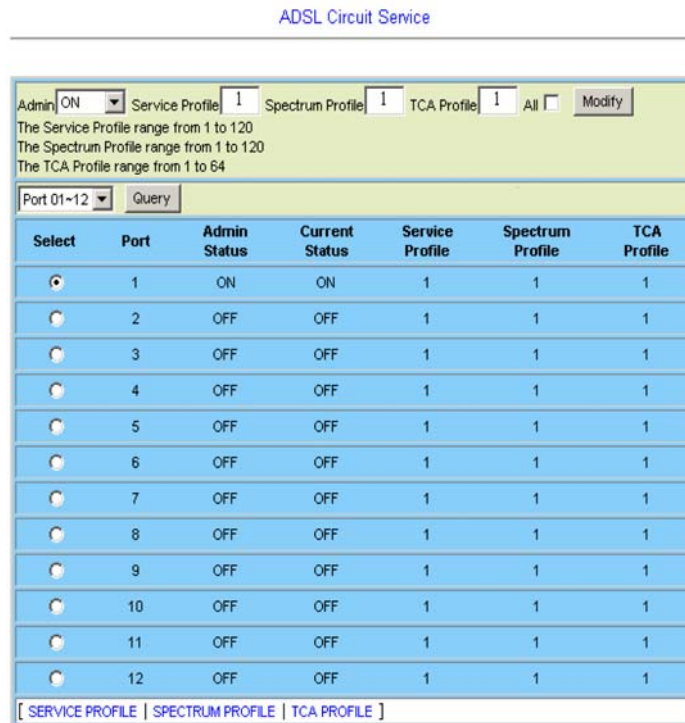 ADSL Circuit Service
Admin ON Service Profile 1 Spectrum Profile 1 TCA Profile 1 All Modify
The Service Profile range from 1 to 120
The Spectrum Profile range from 1 to 120
The TCA Profile range from 1 to 64
Port 01~12 Query
Select Port Admin Status Current Status Service Profile Spectrum Profile TCA Profile
1 ON ON 1 1 1
2 OFF OFF 1 1 1
3 OFF OFF 1 1 1
4 OFF OFF 1 1 1
5 OFF OFF 1 1 1
6 OFF OFF 1 1 1
7 OFF OFF 1 1 1
8 OFF OFF 1 1 1
9 OFF OFF 1 1 1
10 OFF OFF 1 1 1
11 OFF OFF 1 1 1
12 OFF OFF 1 1 1
[ SERVICE PROFILE | SPECTRUM PROFILE | TCA PROFILE ]